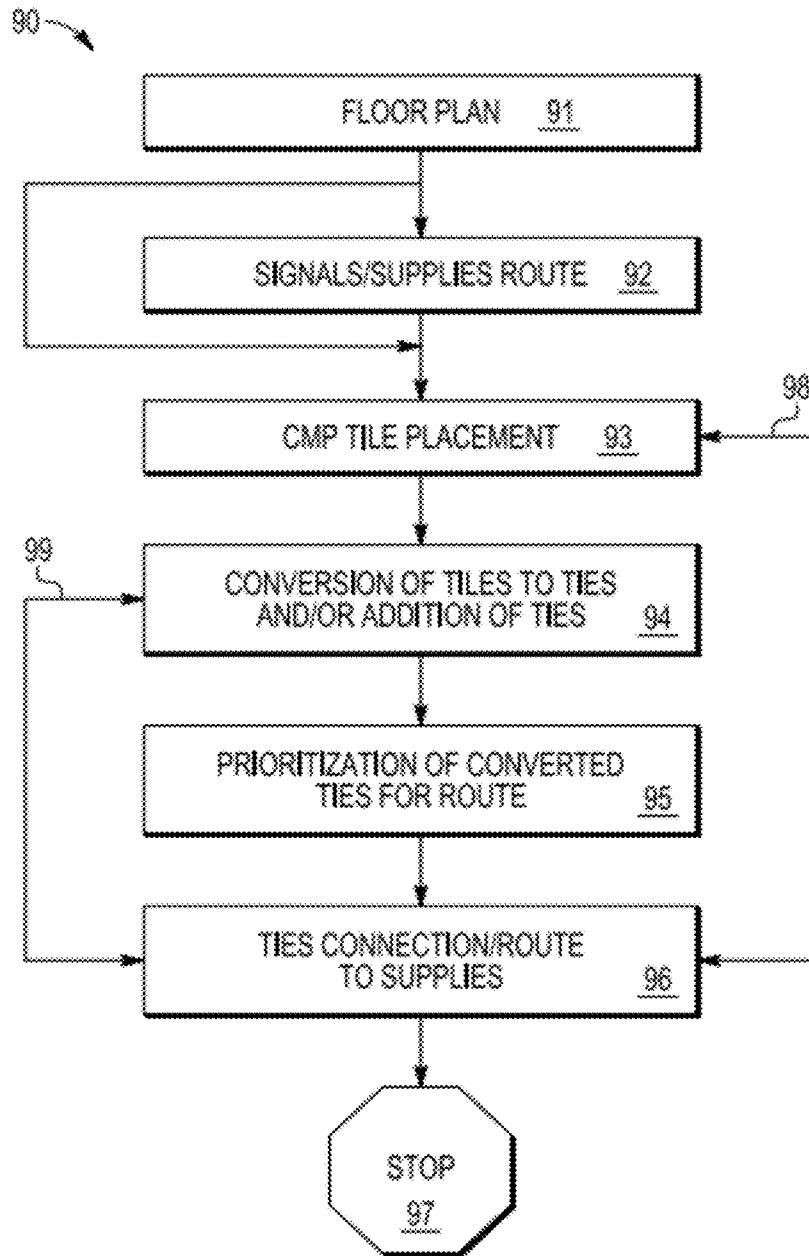 90
FLOOR PLAN 91
SIGNALS/SUPPLIES ROUTE 92
98
CMP TILE PLACEMENT 93
99
CONVERSION OF TILES TO TIES
AND/OR ADDITION OF TIES 94
PRIORITIZATION OF CONVERTED
TIES FOR ROUTE 95
TIES CONNECTION/ROUTE
TO SUPPLIES 96
STOP
97